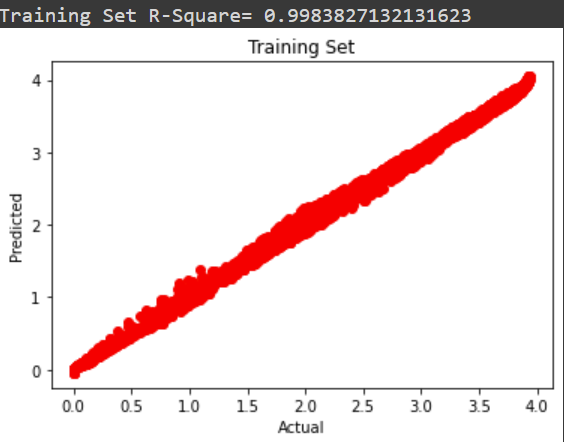 Training Set R-Square= 0.9983827132131623
Training Set
4
3
2
1
0
Predicted
0.0 0.5 1.0 1.5 2.0 2.5 3.0 3.5 4.0
Actual